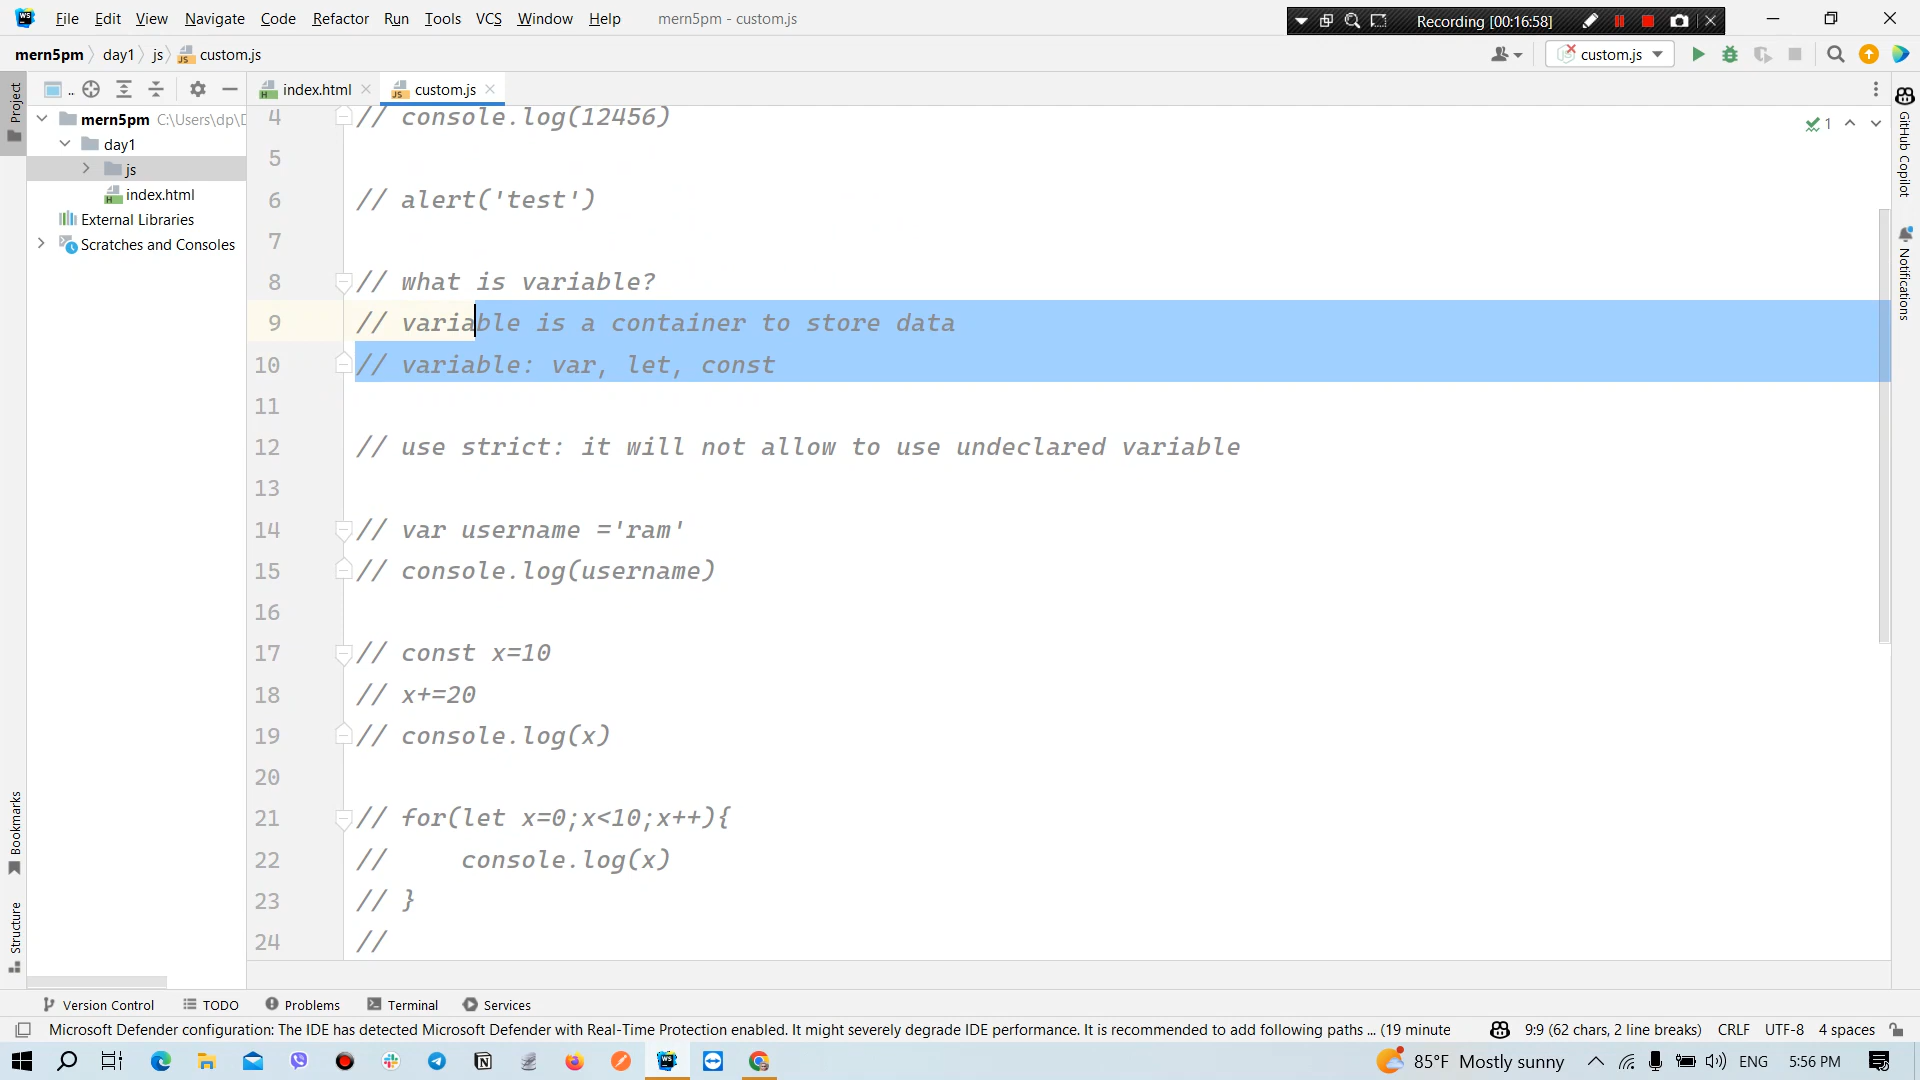 File Edit View Navigate Code Refactor Run Tools VCS Window Help mern5pm - custom.js
Recording [00:16:58]
mern5pm day1 js custom.js
custom.js
Project
..
index.html
custom.js
mern5pm C:\Users\dp\D
day1
js
index.html
External Libraries
Scratches and Consoles
4 // console.log(12456)
5
6 // alert('test')
7
8 // what is variable?
9 // variable is a container to store data
10 // variable: var, let, const
11
12 // use strict: it will not allow to use undeclared variable
13
14 // var username ='ram'
15 // console.log(username)
16
17 // const x=10
18 // x+=20
19 // console.log(x)
20
21 // for(let x=0;x<10;x++){
22 //     console.log(x)
23 // }
24 //
1
GitHub Copilot
Notifications
Bookmarks
Structure
Version Control TODO Problems Terminal Services
Microsoft Defender configuration: The IDE has detected Microsoft Defender with Real-Time Protection enabled. It might severely degrade IDE performance. It is recommended to add following paths ... (19 minute
9:9 (62 chars, 2 line breaks) CRLF UTF-8 4 spaces
85°F Mostly sunny ENG 5:56 PM